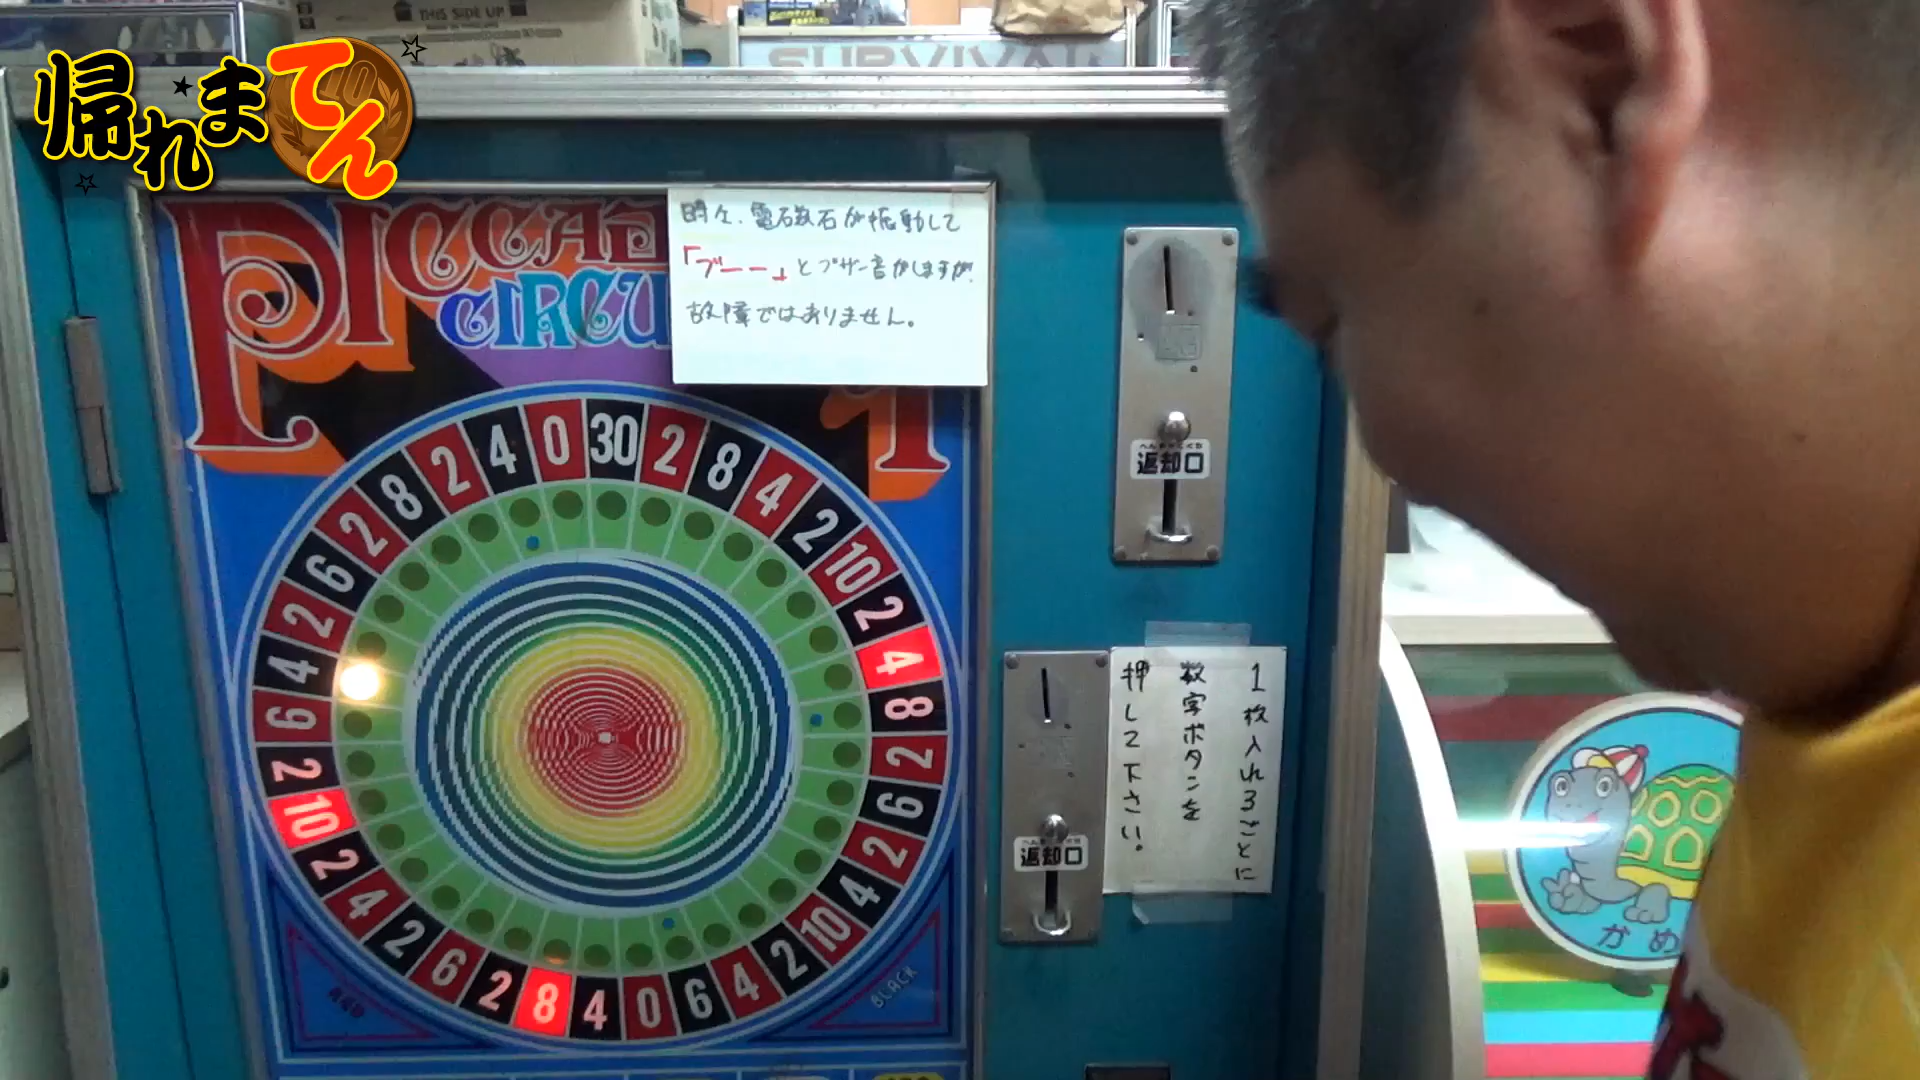 THIS SIDE UP
SURVIVAL
帰れまてん
10
PICCAD
CIRCU
1
時々、電磁石が振動して
「ブーー」とブザー音がしますが、
故障ではありません。
返却口
返却口
1枚入れるごとに
数字ボタンを
押して下さい。
0 30 2 8 4 2 10 2 4 8 2 6 2 4 10 2 4 6 0 4 8 2 6 2 4 2 10 2 6 4 2 6 2 8 2 4
RED
BLACK
かめ